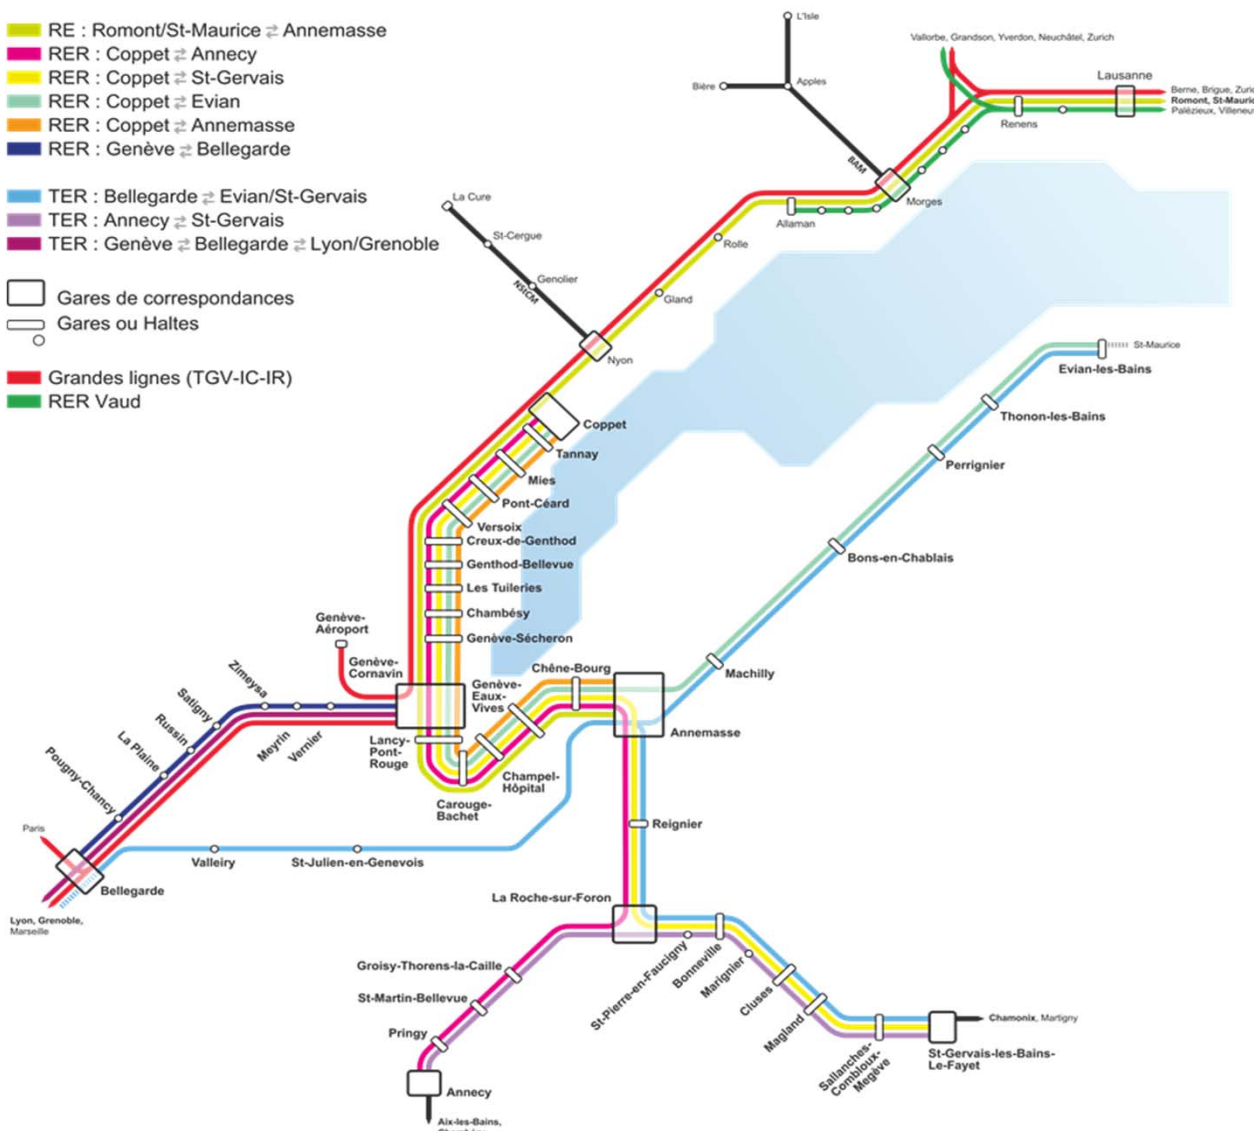 RE : Romont/St-Maurice ⇄ Annemasse
RER : Coppet ⇄ Annecy
RER : Coppet ⇄ St-Gervais
RER : Coppet ⇄ Evian
RER : Coppet ⇄ Annemasse
RER : Genève ⇄ Bellegarde
TER : Bellegarde ⇄ Evian/St-Gervais
TER : Annecy ⇄ St-Gervais
TER : Genève ⇄ Bellegarde ⇄ Lyon/Grenoble
Gares de correspondances
Gares ou Haltes
Grandes lignes (TGV-IC-IR)
RER Vaud
L'Isle
Bière
Apples
BAM
Vallorbe, Grandson, Yverdon, Neuchâtel, Zurich
Lausanne
Berne, Brigue, Zuri
Romont, St-Mauric
Palézieux, Villeneu
Renens
Morges
Allaman
Rolle
Gland
La Cure
St-Cergue
Genolier
NStCM
Nyon
Coppet
Tannay
Mies
Pont-Céard
Versoix
Creux-de-Genthod
Genthod-Bellevue
Les Tuileries
Chambésy
Genève-Sécheron
St-Maurice
Evian-les-Bains
Thonon-les-Bains
Perrignier
Bons-en-Chablais
Machilly
Genève-
Aéroport
Genève-
Cornavin
Genève-
Eaux-
Vives
Chêne-Bourg
Annemasse
Lancy-
Pont-
Rouge
Carouge-
Bachet
Champel-
Hôpital
Zimeysa
Satigny
Russin
La Plaine
Pougny-Chancy
Meyrin
Vernier
Paris
Bellegarde
Lyon, Grenoble,
Marseille
Valleiry
St-Julien-en-Genevois
Reignier
La Roche-sur-Foron
Groisy-Thorens-la-Caille
St-Martin-Bellevue
Pringy
Annecy
Aix-les-Bains,
St-Pierre-en-Faucigny
Bonneville
Marignier
Cluses
Magland
Sallanches-
Combloux-
Megève
Chamonix, Martigny
St-Gervais-les-Bains-
Le-Fayet